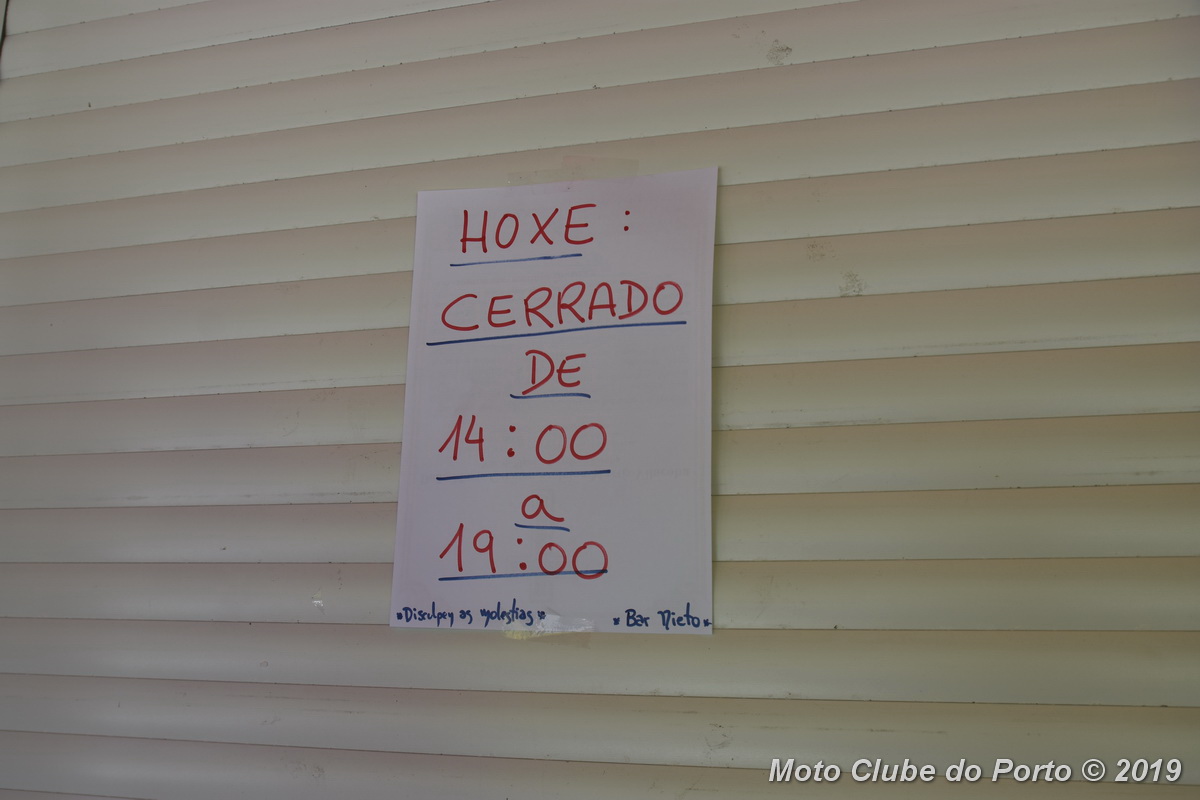 HOXE :
CERRADO
DE
14:00
a
19:00
*Disculpen as molestias* * Bar Nieto*
Moto Clube do Porto © 2019